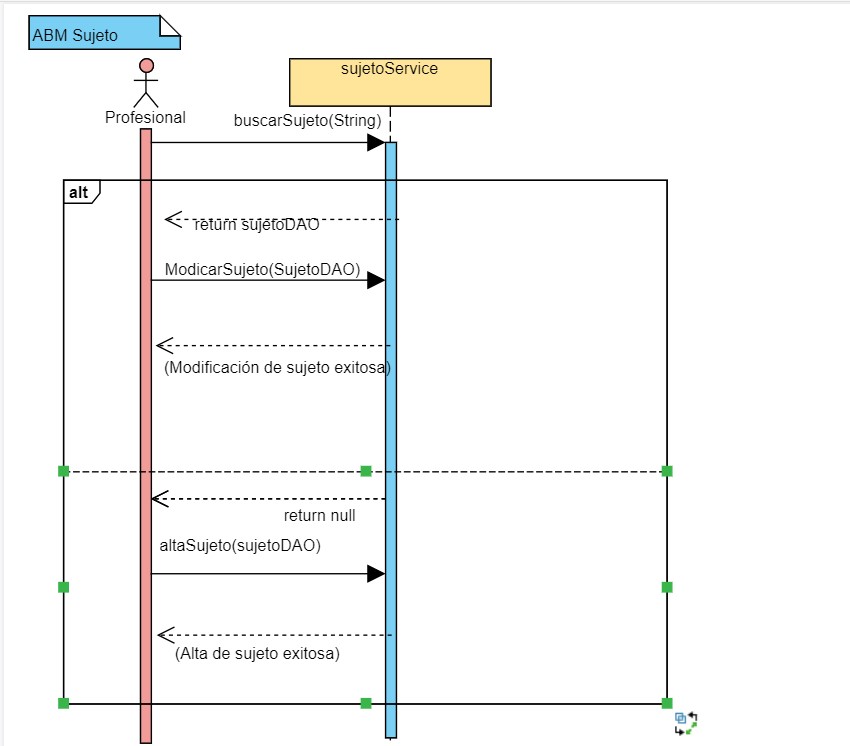 ABM Sujeto
sujetoService
Profesional
buscarSujeto(String)
alt
return sujetoDAO
ModicarSujeto(SujetoDAO)
(Modificación de sujeto exitosa)
return null
altaSujeto(sujetoDAO)
(Alta de sujeto exitosa)